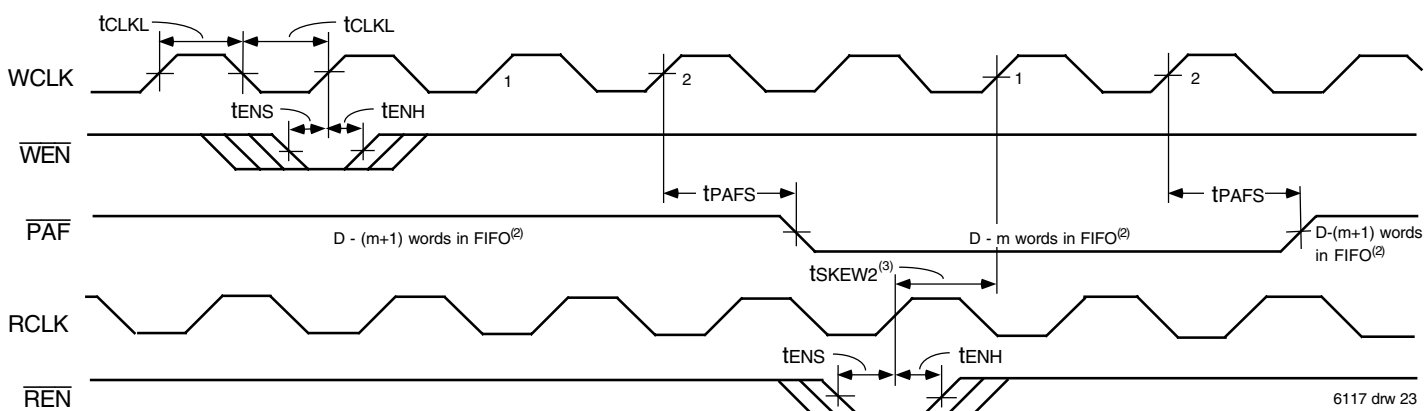 tCLKL tCLKL
WCLK 1 2 1 2
tENS tENH
WEN
tPAFS tPAFS
PAF
D - (m+1) words in FIFO(2) D - m words in FIFO(2) D-(m+1) words
in FIFO(2)
tSKEW2(3)
RCLK
tENS tENH
REN
6117 drw 23